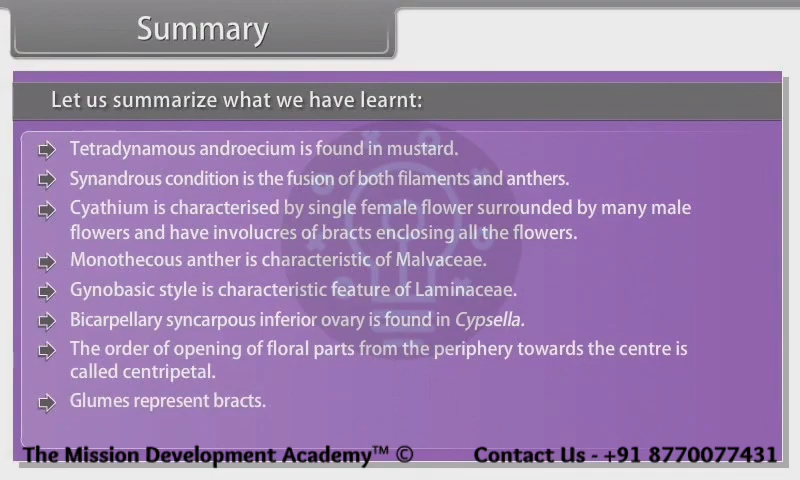 Summary
Let us summarize what we have learnt:
Tetradynamous androecium is found in mustard.
Synandrous condition is the fusion of both filaments and anthers.
Cyathium is characterised by single female flower surrounded by many male
flowers and have involucres of bracts enclosing all the flowers.
Monothecous anther is characteristic of Malvaceae.
Gynobasic style is characteristic feature of Laminaceae.
Bicarpellary syncarpous inferior ovary is found in Cypsella.
The order of opening of floral parts from the periphery towards the centre is
called centripetal.
Glumes represent bracts.
The Mission Development Academy™ © Contact Us - +91 8770077431